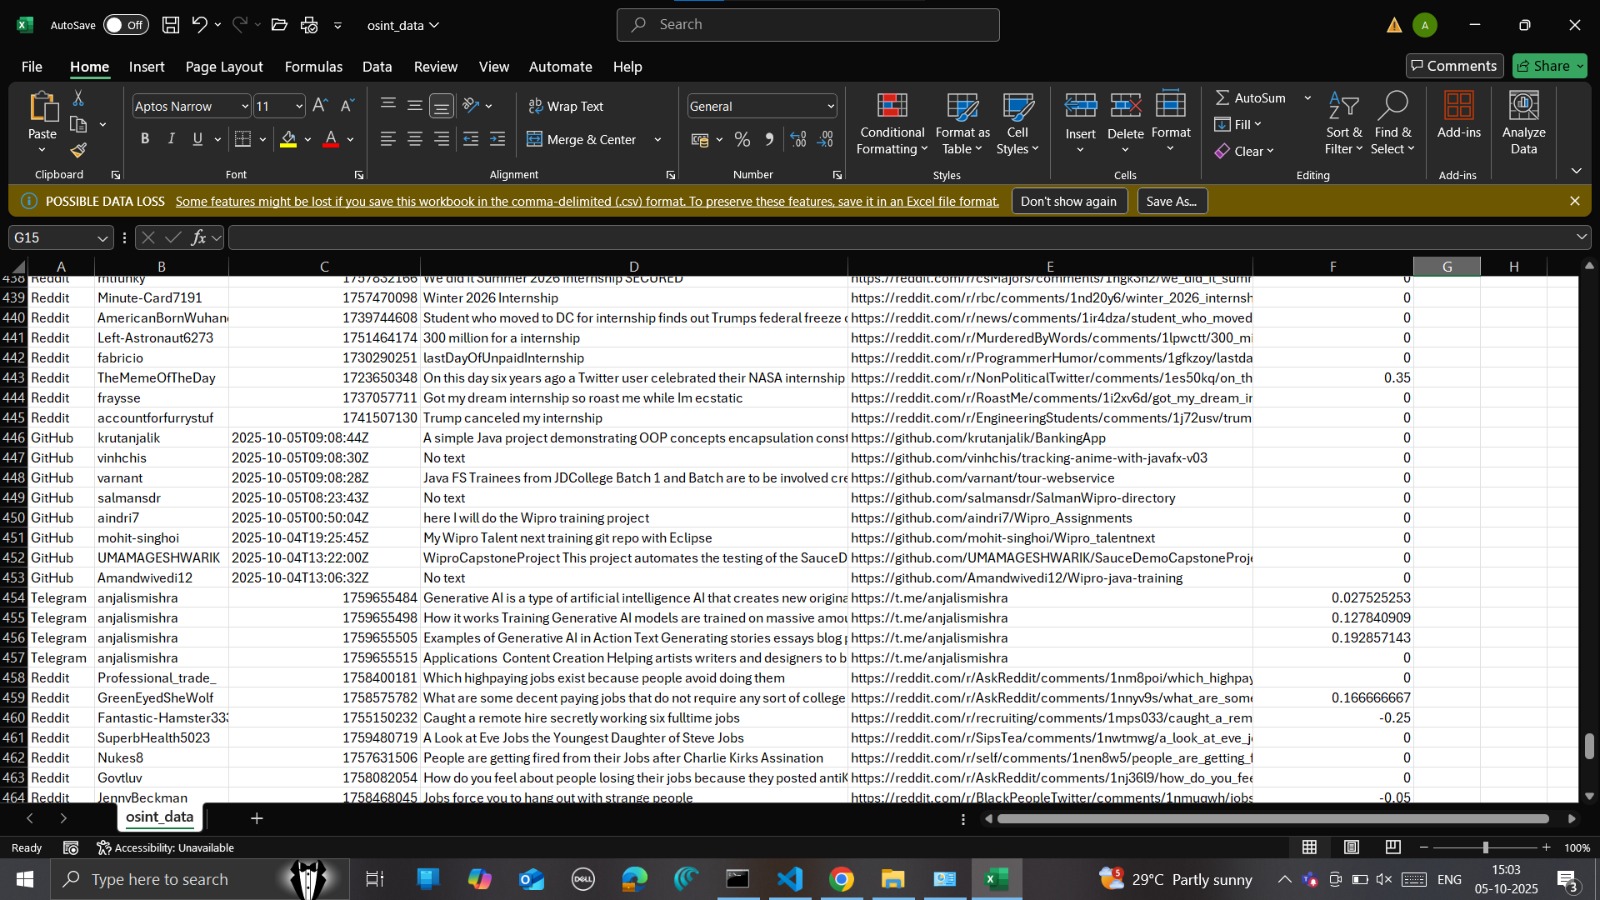 AutoSave Off osint_data Search A
File Home Insert Page Layout Formulas Data Review View Automate Help Comments Share
Paste Aptos Narrow 11 A A Wrap Text General Conditional Formatting Format as Table Cell Styles Insert Delete Format AutoSum Sort & Filter Find & Select Add-ins Analyze Data
B I U A Merge & Center % Fill Clear
Clipboard Font Alignment Number Styles Cells Editing Add-ins
POSSIBLE DATA LOSS Some features might be lost if you save this workbook in the comma-delimited (.csv) format. To preserve these features, save it in an Excel file format. Don't show again Save As...
G15 fx
A B C D E F G H
438 Reddit mtfunky 1757832166 We did it Summer 2026 Internship SECURED
439 Reddit Minute-Card7191 1757470098 Winter 2026 Internship https://reddit.com/r/rbc/comments/1nd20y6/winter_2026_internsh 0
440 Reddit AmericanBornWuhan 1739744608 Student who moved to DC for internship finds out Trumps federal freeze c https://reddit.com/r/news/comments/1ir4dza/student_who_moved 0
441 Reddit Left-Astronaut6273 1751464174 300 million for a internship https://reddit.com/r/MurderedByWords/comments/1lpwctt/300_mi 0
442 Reddit fabricio 1730290251 lastDayOfUnpaidInternship https://reddit.com/r/ProgrammerHumor/comments/1gfkzoy/lastda 0
443 Reddit TheMemeOfTheDay 1723650348 On this day six years ago a Twitter user celebrated their NASA internship https://reddit.com/r/NonPoliticalTwitter/comments/1es50kq/on_th 0.35
444 Reddit fraysse 1737057711 Got my dream internship so roast me while Im ecstatic https://reddit.com/r/RoastMe/comments/1i2xv6d/got_my_dream_in 0
445 Reddit accountforfurrystuf 1741507130 Trump canceled my internship https://reddit.com/r/EngineeringStudents/comments/1j72usv/trum 0
446 GitHub krutanjalik 2025-10-05T09:08:44Z A simple Java project demonstrating OOP concepts encapsulation const https://github.com/krutanjalik/BankingApp 0
447 GitHub vinhchis 2025-10-05T09:08:30Z No text https://github.com/vinhchis/tracking-anime-with-javafx-v03 0
448 GitHub varnant 2025-10-05T09:08:28Z Java FS Trainees from JDCollege Batch 1 and Batch are to be involved cre https://github.com/varnant/tour-webservice 0
449 GitHub salmansdr 2025-10-05T08:23:43Z No text https://github.com/salmansdr/SalmanWipro-directory 0
450 GitHub aindri7 2025-10-05T00:50:04Z here I will do the Wipro training project https://github.com/aindri7/Wipro_Assignments 0
451 GitHub mohit-singhoi 2025-10-04T19:25:45Z My Wipro Talent next training git repo with Eclipse https://github.com/mohit-singhoi/Wipro_talentnext 0
452 GitHub UMAMAGESHWARIK 2025-10-04T13:22:00Z WiproCapstoneProject This project automates the testing of the SauceD https://github.com/UMAMAGESHWARIK/SauceDemoCapstoneProje 0
453 GitHub Amandwivedi12 2025-10-04T13:06:32Z No text https://github.com/Amandwivedi12/Wipro-java-training 0
454 Telegram anjalismishra 1759655484 Generative AI is a type of artificial intelligence AI that creates new origina https://t.me/anjalismishra 0.027525253
455 Telegram anjalismishra 1759655498 How it works Training Generative AI models are trained on massive amou https://t.me/anjalismishra 0.127840909
456 Telegram anjalismishra 1759655505 Examples of Generative AI in Action Text Generating stories essays blog p https://t.me/anjalismishra 0.192857143
457 Telegram anjalismishra 1759655515 Applications Content Creation Helping artists writers and designers to b https://t.me/anjalismishra 0
458 Reddit Professional_trade_ 1758400181 Which highpaying jobs exist because people avoid doing them https://reddit.com/r/AskReddit/comments/1nm8poi/which_highpay 0
459 Reddit GreenEyedSheWolf 1758575782 What are some decent paying jobs that do not require any sort of college https://reddit.com/r/AskReddit/comments/1nnyv9s/what_are_some 0.166666667
460 Reddit Fantastic-Hamster333 1755150232 Caught a remote hire secretly working six fulltime jobs https://reddit.com/r/recruiting/comments/1mps033/caught_a_rem -0.25
461 Reddit SuperbHealth5023 1759480719 A Look at Eve Jobs the Youngest Daughter of Steve Jobs https://reddit.com/r/SipsTea/comments/1nwtmwg/a_look_at_eve_j 0
462 Reddit Nukes8 1757631506 People are getting fired from their Jobs after Charlie Kirks Assination https://reddit.com/r/self/comments/1nen8w5/people_are_getting_f 0
463 Reddit Govtluv 1758082054 How do you feel about people losing their jobs because they posted antiK https://reddit.com/r/AskReddit/comments/1nj36l9/how_do_you_fee 0
464 Reddit JennyBeckman 1758468045 Jobs force you to hang out with strange people https://reddit.com/r/BlackPeopleTwitter/comments/1nmuqwh/jobs -0.05
osint_data
Ready Accessibility: Unavailable 100%
Type here to search DELL 5 29°C Partly sunny ENG 15:03
05-10-2025 3